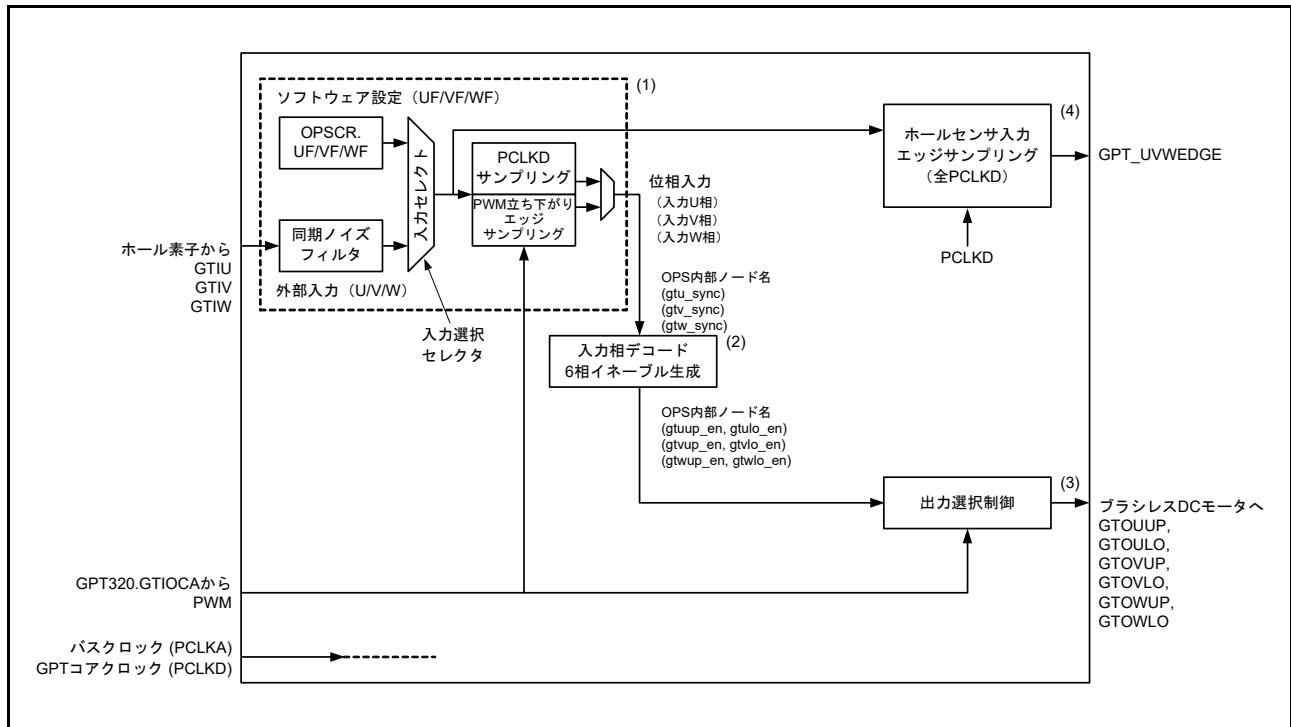 (1)
ソフトウェア設定（UF/VF/WF）
OPSCR.
UF/VF/WF
同期ノイズ
フィルタ
外部入力（U/V/W）
入力セレクト
入力選択
セレクタ
PCLKD
サンプリング
PWM立ち下がり
エッジ
サンプリング
ホール素子から
GTIU
GTIV
GTIW
位相入力
（入力U相）
（入力V相）
（入力W相）
OPS内部ノード名
(gtu_sync)
(gtv_sync)
(gtw_sync)
(2)
入力相デコード
6相イネーブル生成
OPS内部ノード名
(gtuup_en, gtulo_en)
(gtvup_en, gtvlo_en)
(gtwup_en, gtwlo_en)
(4)
ホールセンサ入力
エッジサンプリング
（全PCLKD）
GPT_UVWEDGE
PCLKD
(3)
出力選択制御
ブラシレスDCモータへ
GTOUUP,
GTOULO,
GTOVUP,
GTOVLO,
GTOWUP,
GTOWLO
GPT320.GTIOCAから
PWM
バスクロック (PCLKA)
GPTコアクロック (PCLKD)